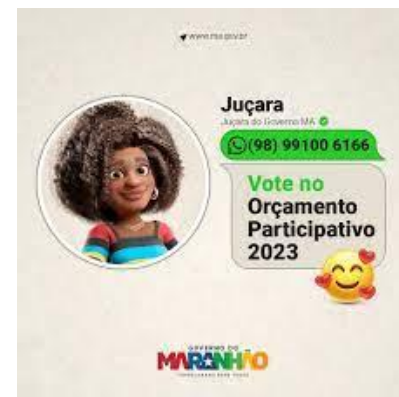 www.ma.gov.br
Juçara
Juçara do Governo MA
(98) 99100 6166
Vote no
Orçamento
Participativo
2023
GOVERNO DO
MARANHÃO